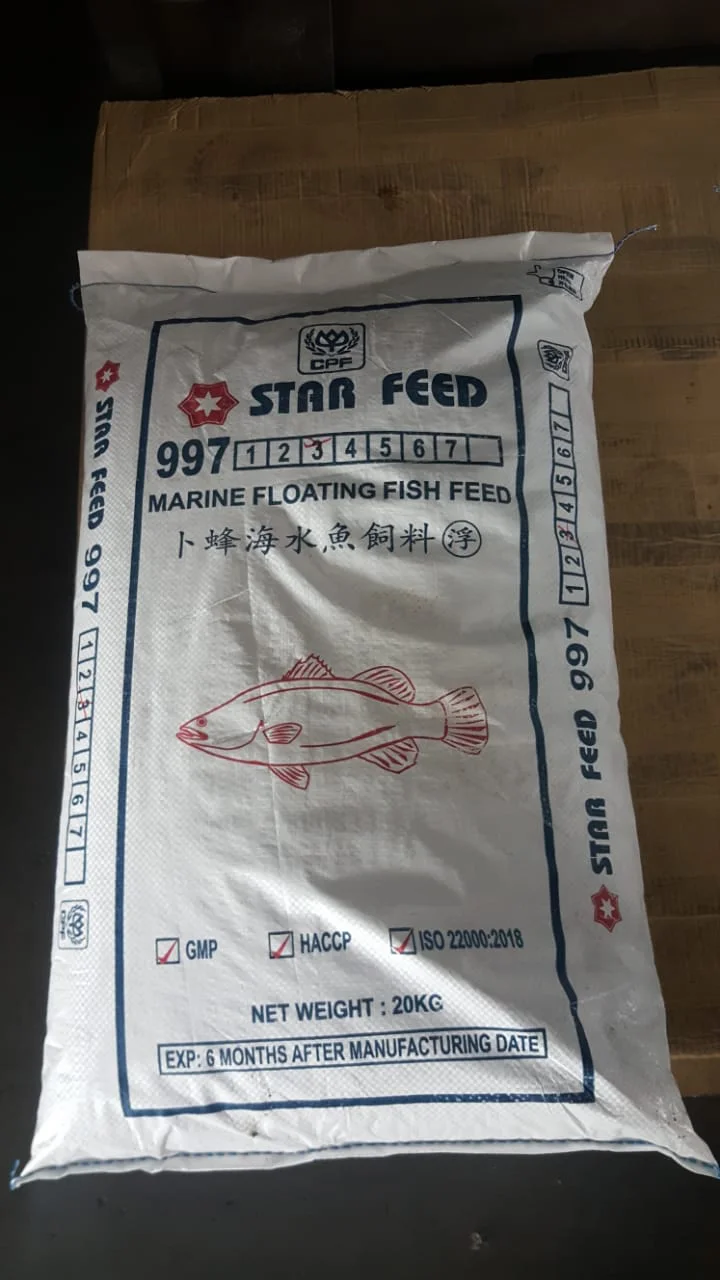 CPF
STAR FEED
997 1 2 3 4 5 6 7
MARINE FLOATING FISH FEED
卜蜂海水魚飼料 浮
GMP HACCP ISO 22000:2018
NET WEIGHT : 20KG
EXP: 6 MONTHS AFTER MANUFACTURING DATE
STAR FEED 997 1 2 3 4 5 6 7 CPF
STAR FEED 997 1 2 3 4 5 6 7